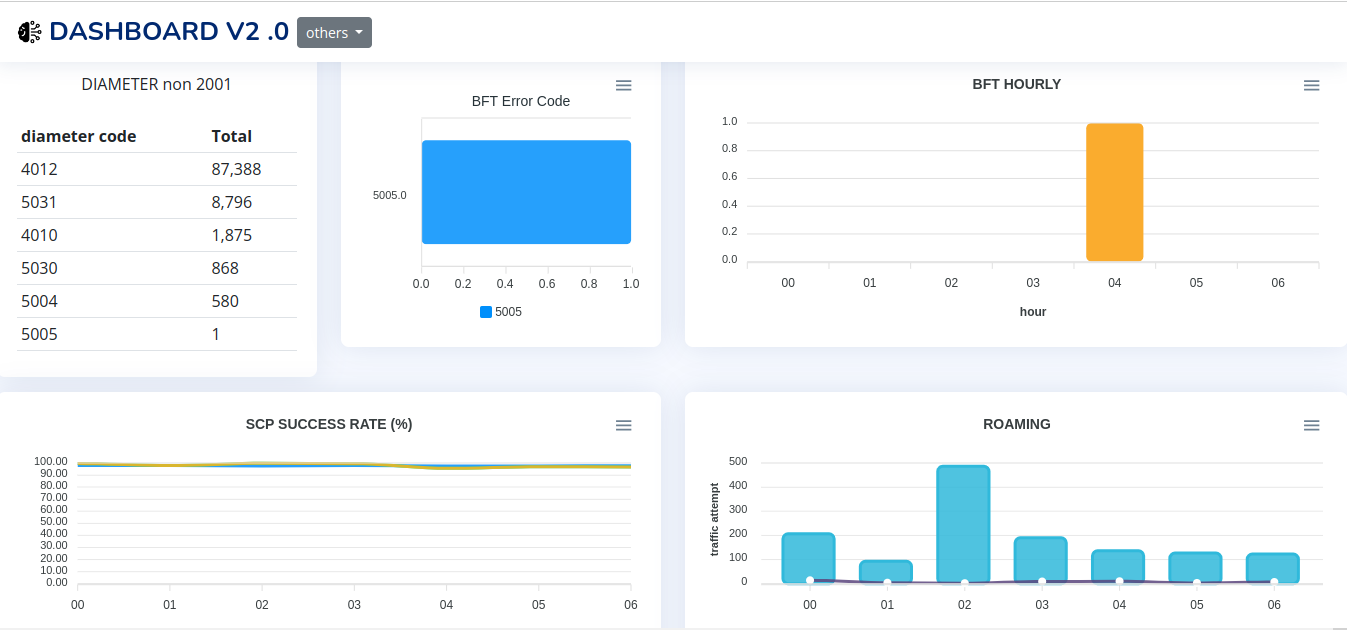 DASHBOARD V2 .0
others
DIAMETER non 2001
diameter code Total
4012 87,388
5031 8,796
4010 1,875
5030 868
5004 580
5005 1
BFT Error Code
5005.0
0.0 0.2 0.4 0.6 0.8 1.0
5005
BFT HOURLY
1.0
0.8
0.6
0.4
0.2
0.0
00 01 02 03 04 05 06
hour
SCP SUCCESS RATE (%)
100.00
90.00
80.00
70.00
60.00
50.00
40.00
30.00
20.00
10.00
0.00
00 01 02 03 04 05 06
ROAMING
traffic attempt
500
400
300
200
100
0
00 01 02 03 04 05 06